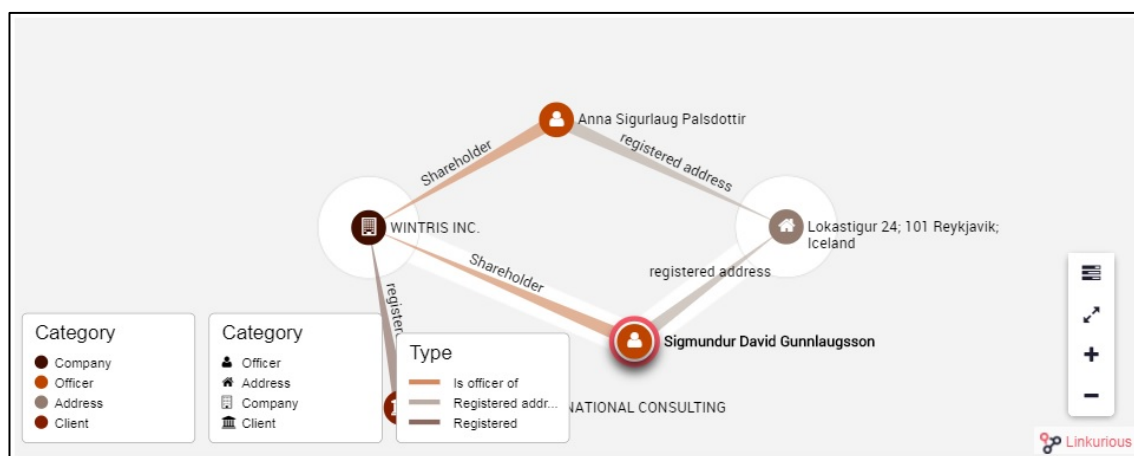 Anna Sigurlaug Palsdottir
Shareholder
registered address
WINTRIS INC.
Lokastigur 24; 101 Reykjavik;
Iceland
Shareholder
registered address
Sigmundur David Gunnlaugsson
NATIONAL CONSULTING
Category
Company
Officer
Address
Client
Category
Officer
Address
Company
Client
Type
Is officer of
Registered addr...
Registered
Linkurious